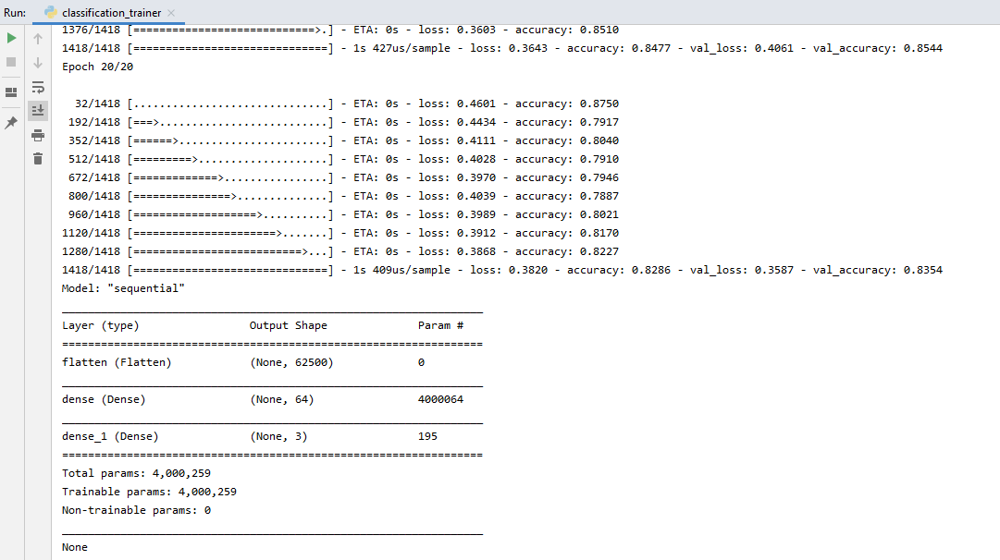 Run: classification_trainer
1376/1418 [============================>.] - ETA: 0s - loss: 0.3603 - accuracy: 0.8510
1418/1418 [==============================] - 1s 427us/sample - loss: 0.3643 - accuracy: 0.8477 - val_loss: 0.4061 - val_accuracy: 0.8544
Epoch 20/20
32/1418 [..............................] - ETA: 0s - loss: 0.4601 - accuracy: 0.8750
192/1418 [===>..........................] - ETA: 0s - loss: 0.4434 - accuracy: 0.7917
352/1418 [======>.......................] - ETA: 0s - loss: 0.4111 - accuracy: 0.8040
512/1418 [=========>....................] - ETA: 0s - loss: 0.4028 - accuracy: 0.7910
672/1418 [=============>................] - ETA: 0s - loss: 0.3970 - accuracy: 0.7946
800/1418 [===============>..............] - ETA: 0s - loss: 0.4039 - accuracy: 0.7887
960/1418 [===================>..........] - ETA: 0s - loss: 0.3989 - accuracy: 0.8021
1120/1418 [======================>.......] - ETA: 0s - loss: 0.3912 - accuracy: 0.8170
1280/1418 [==========================>...] - ETA: 0s - loss: 0.3868 - accuracy: 0.8227
1418/1418 [==============================] - 1s 409us/sample - loss: 0.3820 - accuracy: 0.8286 - val_loss: 0.3587 - val_accuracy: 0.8354
Model: "sequential"
_________________________________________________________________
Layer (type) Output Shape Param #
=================================================================
flatten (Flatten) (None, 62500) 0
_________________________________________________________________
dense (Dense) (None, 64) 4000064
_________________________________________________________________
dense_1 (Dense) (None, 3) 195
=================================================================
Total params: 4,000,259
Trainable params: 4,000,259
Non-trainable params: 0
_________________________________________________________________
None